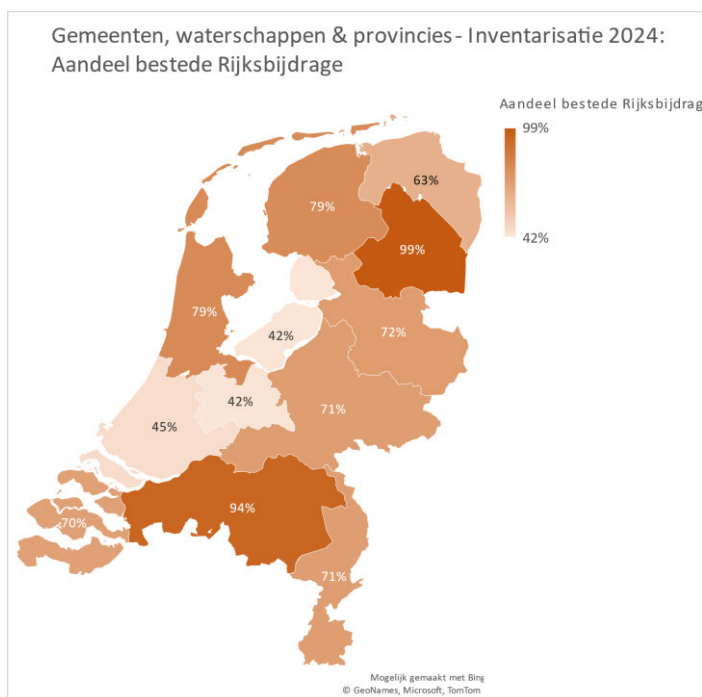 Gemeenten, waterschappen & provincies- Inventarisatie 2024:
Aandeel bestede Rijksbijdrage
Aandeel bestede Rijksbijdrag
99%
42%
63%
79%
99%
79%
42%
72%
42%
71%
45%
94%
70%
71%
Mogelijk gemaakt met Bing
© GeoNames, Microsoft, TomTom